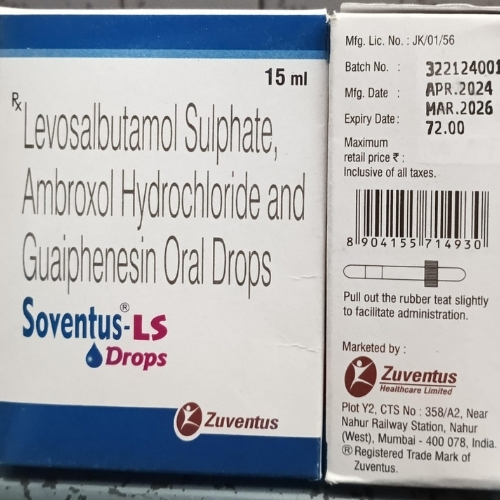 15 ml
Rx
Levosalbutamol Sulphate,
Ambroxol Hydrochloride and
Guaiphenesin Oral Drops
Soventus®-LS
Drops
Zuventus
Mfg. Lic. No. : JK/01/56
Batch No. : 322124001
Mfg. Date : APR.2024
Expiry Date : MAR.2026
72.00
Maximum
retail price ₹ :
Inclusive of all taxes.
8 904155 714930
Pull out the rubber teat slightly
to facilitate administration.
Marketed by :
Zuventus
Healthcare Limited
Plot Y2, CTS No : 358/A2, Near
Nahur Railway Station, Nahur
(West), Mumbai - 400 078, India.
® Registered Trade Mark of
Zuventus.